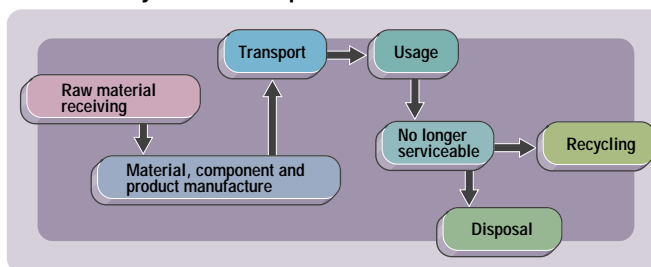 Raw material
receiving
Material, component and
product manufacture
Transport
Usage
No longer
serviceable
Recycling
Disposal